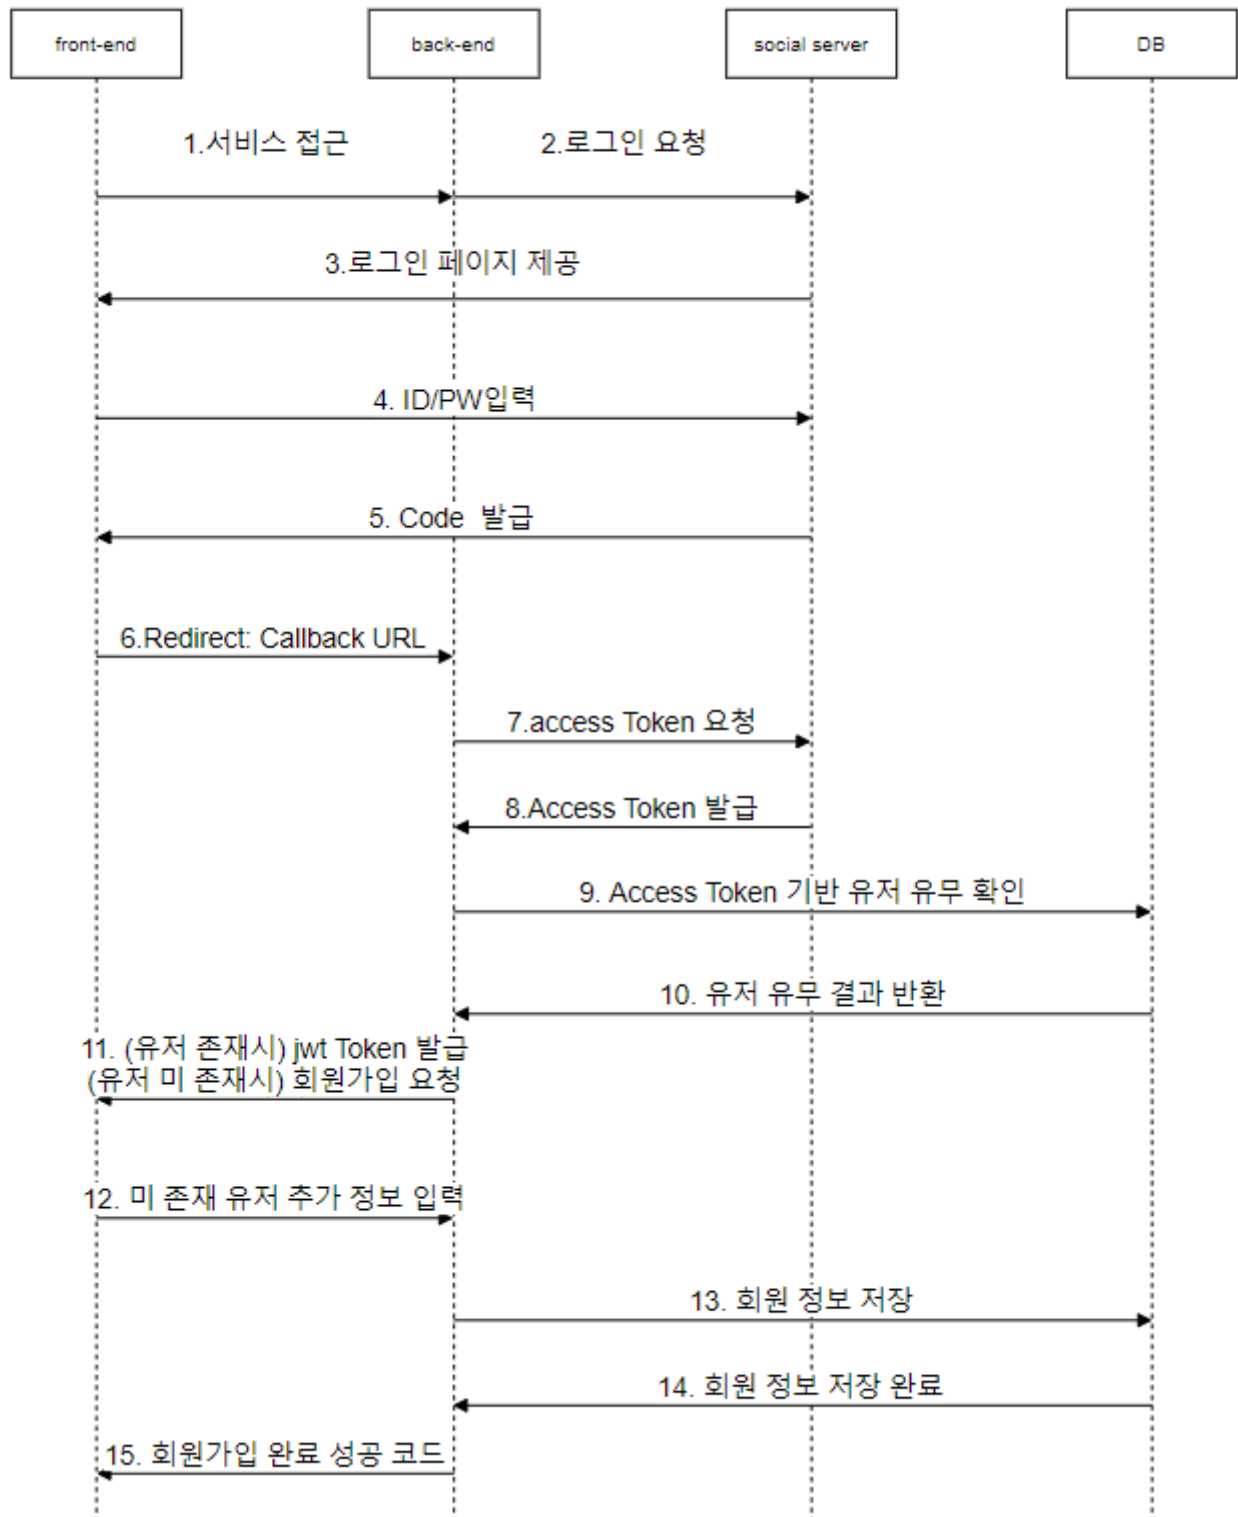 front-end
back-end
social server
DB
1.서비스 접근
2.로그인 요청
3.로그인 페이지 제공
4. ID/PW입력
5. Code 발급
6.Redirect: Callback URL
7.access Token 요청
8.Access Token 발급
9. Access Token 기반 유저 유무 확인
10. 유저 유무 결과 반환
11. (유저 존재시) jwt Token 발급
(유저 미 존재시) 회원가입 요청
12. 미 존재 유저 추가 정보 입력
13. 회원 정보 저장
14. 회원 정보 저장 완료
15. 회원가입 완료 성공 코드